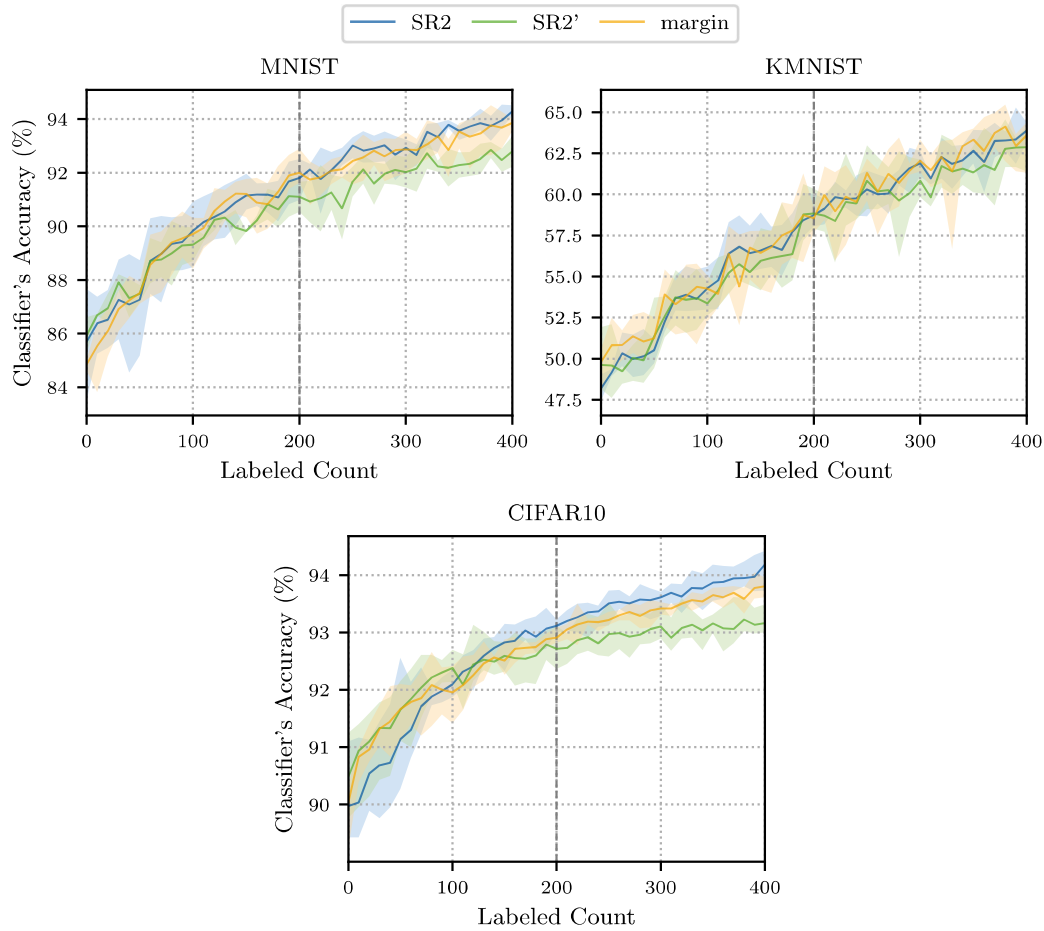 SR2 SR2' margin
MNIST
KMNIST
Classifier's Accuracy (%)
94
92
90
88
86
84
0 100 200 300 400
Labeled Count
65.0
62.5
60.0
57.5
55.0
52.5
50.0
47.5
0 100 200 300 400
Labeled Count
CIFAR10
Classifier's Accuracy (%)
94
93
92
91
90
0 100 200 300 400
Labeled Count